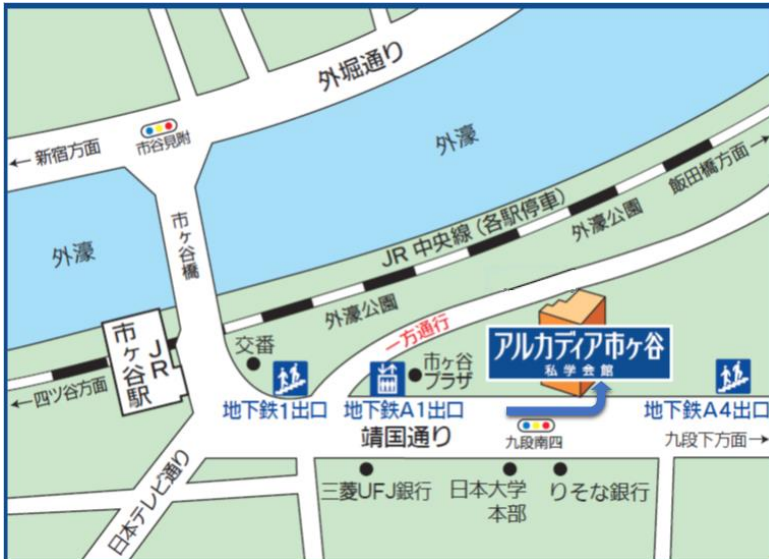 外堀通り
←新宿方面
市谷見附
外濠
飯田橋方面→
JR 中央線(各駅停車)
外濠公園
市ヶ谷橋
外濠
外濠公園
一方通行
JR
市ヶ谷駅
交番
市ヶ谷
プラザ
アルカディア市ヶ谷
私学会館
←四ツ谷方面
地下鉄1出口
地下鉄A1出口
地下鉄A4出口
靖国通り
九段南四
九段下方面→
日本テレビ通り
三菱UFJ銀行
日本大学
本部
りそな銀行